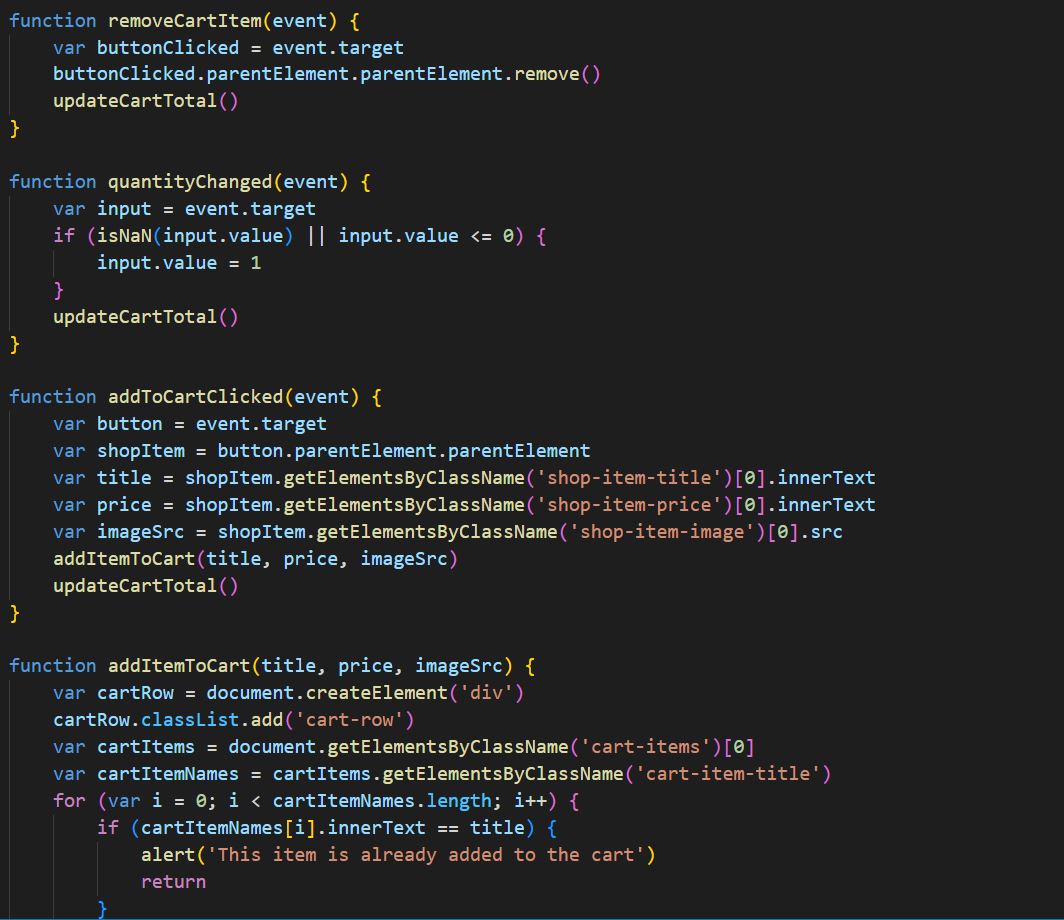 function removeCartItem(event) {
    var buttonClicked = event.target
    buttonClicked.parentElement.parentElement.remove()
    updateCartTotal()
}

function quantityChanged(event) {
    var input = event.target
    if (isNaN(input.value) || input.value <= 0) {
        input.value = 1
    }
    updateCartTotal()
}

function addToCartClicked(event) {
    var button = event.target
    var shopItem = button.parentElement.parentElement
    var title = shopItem.getElementsByClassName('shop-item-title')[0].innerText
    var price = shopItem.getElementsByClassName('shop-item-price')[0].innerText
    var imageSrc = shopItem.getElementsByClassName('shop-item-image')[0].src
    addItemToCart(title, price, imageSrc)
    updateCartTotal()
}

function addItemToCart(title, price, imageSrc) {
    var cartRow = document.createElement('div')
    cartRow.classList.add('cart-row')
    var cartItems = document.getElementsByClassName('cart-items')[0]
    var cartItemNames = cartItems.getElementsByClassName('cart-item-title')
    for (var i = 0; i < cartItemNames.length; i++) {
        if (cartItemNames[i].innerText == title) {
            alert('This item is already added to the cart')
            return
        }